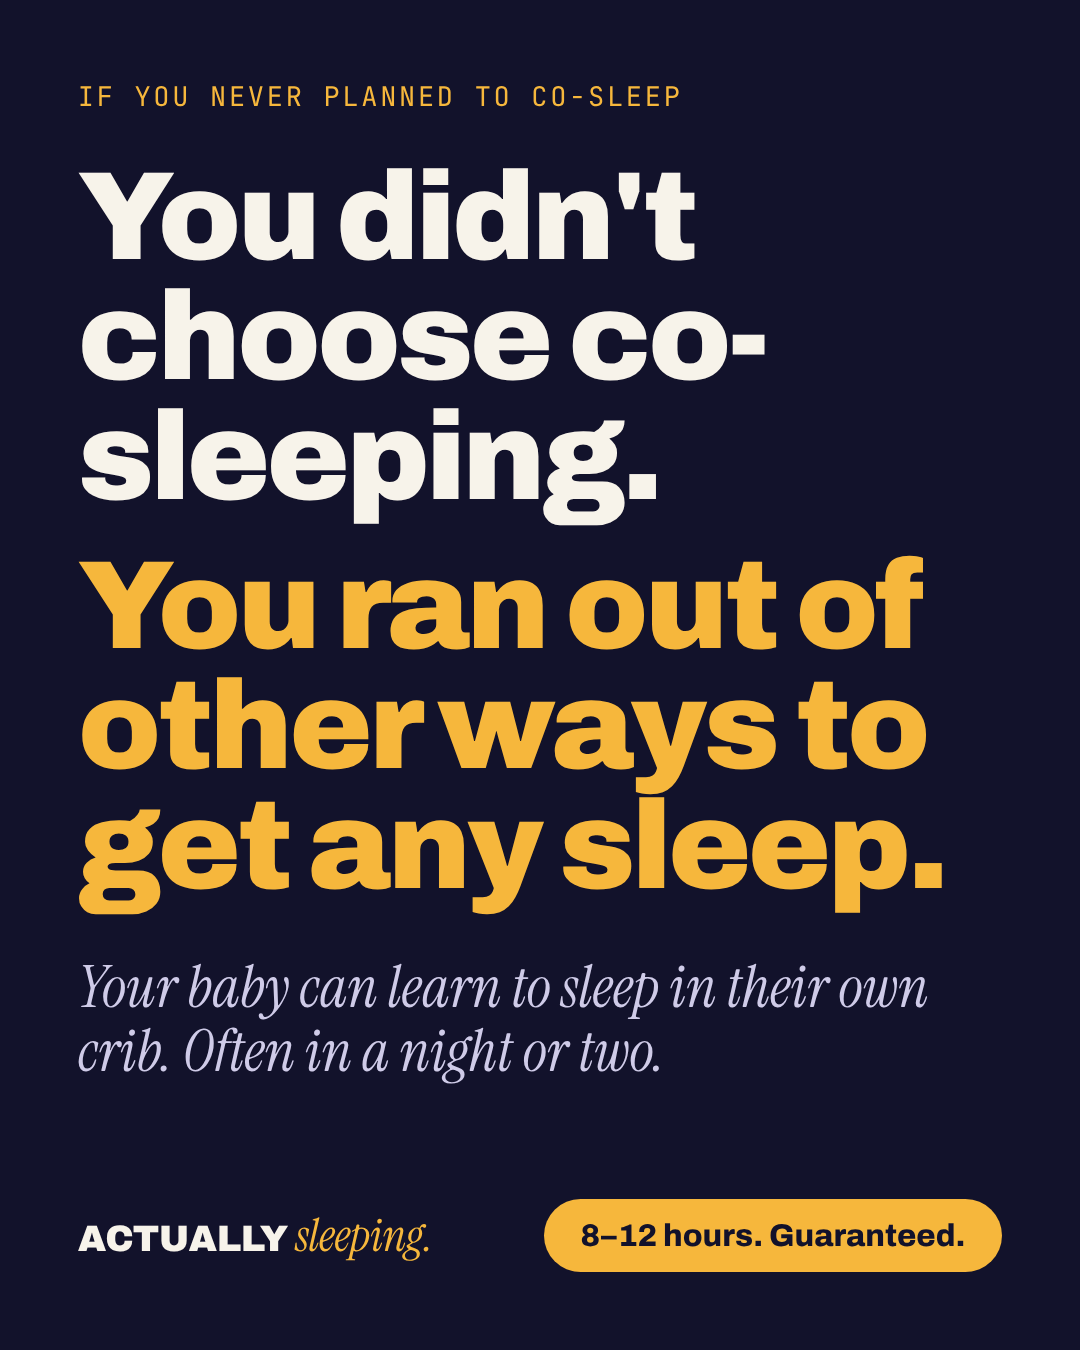 IF YOU NEVER PLANNED TO CO-SLEEP
You didn't
choose co-
sleeping.
You ran out of
other ways to
get any sleep.
Your baby can learn to sleep in their own
crib. Often in a night or two.
ACTUALLY sleeping.
8–12 hours. Guaranteed.